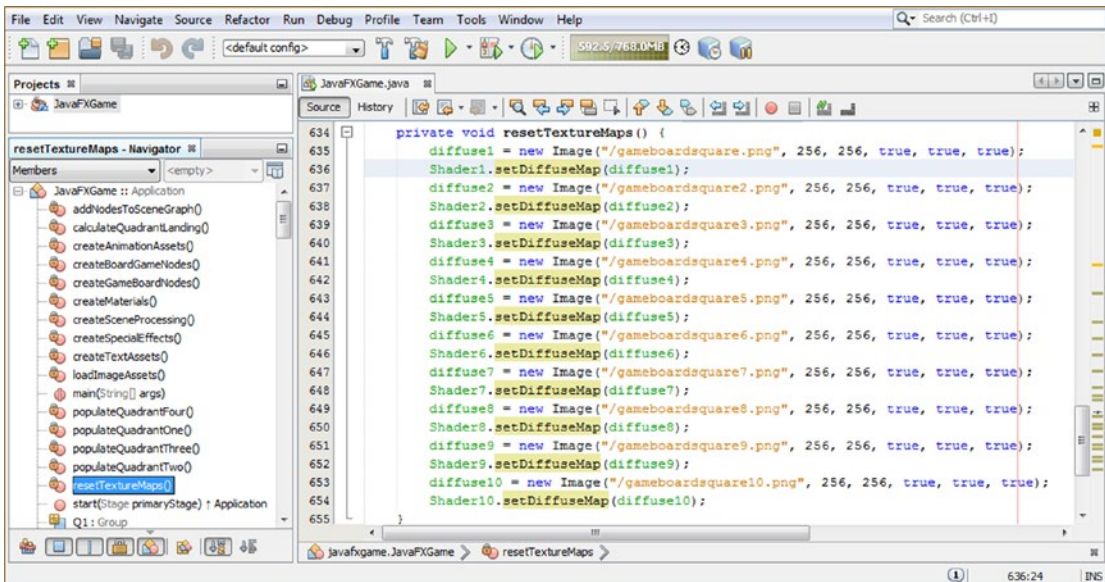 File Edit View Navigate Source Refactor Run Debug Profile Team Tools Window Help
Search (Ctrl+I)
<default config>
592.5/768.0MB
Projects
JavaFXGame
resetTextureMaps - Navigator
Members
<empty>
JavaFXGame :: Application
addNodesToSceneGraph()
calculateQuadrantLanding()
createAnimationAssets()
createBoardGameNodes()
createGameBoardNodes()
createMaterials()
createSceneProcessing()
createSpecialEffects()
createTextAssets()
loadImageAssets()
main(String[] args)
populateQuadrantFour()
populateQuadrantOne()
populateQuadrantThree()
populateQuadrantTwo()
resetTextureMaps()
start(Stage primaryStage) ↑ Application
Q1 : Group
JavaFXGame.java
Source History
634 private void resetTextureMaps() {
635 diffuse1 = new Image("/gameboardsquare.png", 256, 256, true, true, true);
636 Shader1.setDiffuseMap(diffuse1);
637 diffuse2 = new Image("/gameboardsquare2.png", 256, 256, true, true, true);
638 Shader2.setDiffuseMap(diffuse2);
639 diffuse3 = new Image("/gameboardsquare3.png", 256, 256, true, true, true);
640 Shader3.setDiffuseMap(diffuse3);
641 diffuse4 = new Image("/gameboardsquare4.png", 256, 256, true, true, true);
642 Shader4.setDiffuseMap(diffuse4);
643 diffuse5 = new Image("/gameboardsquare5.png", 256, 256, true, true, true);
644 Shader5.setDiffuseMap(diffuse5);
645 diffuse6 = new Image("/gameboardsquare6.png", 256, 256, true, true, true);
646 Shader6.setDiffuseMap(diffuse6);
647 diffuse7 = new Image("/gameboardsquare7.png", 256, 256, true, true, true);
648 Shader7.setDiffuseMap(diffuse7);
649 diffuse8 = new Image("/gameboardsquare8.png", 256, 256, true, true, true);
650 Shader8.setDiffuseMap(diffuse8);
651 diffuse9 = new Image("/gameboardsquare9.png", 256, 256, true, true, true);
652 Shader9.setDiffuseMap(diffuse9);
653 diffuse10 = new Image("/gameboardsquare10.png", 256, 256, true, true, true);
654 Shader10.setDiffuseMap(diffuse10);
655 }
javafxgame.JavaFXGame
resetTextureMaps
1
636:24
INS